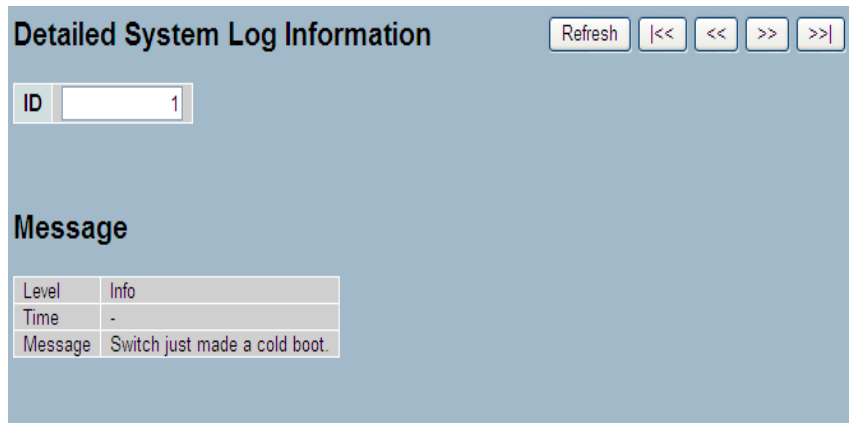 Detailed System Log Information
Refresh |<< << >> >>|
ID 1
Message
Level Info
Time -
Message Switch just made a cold boot.